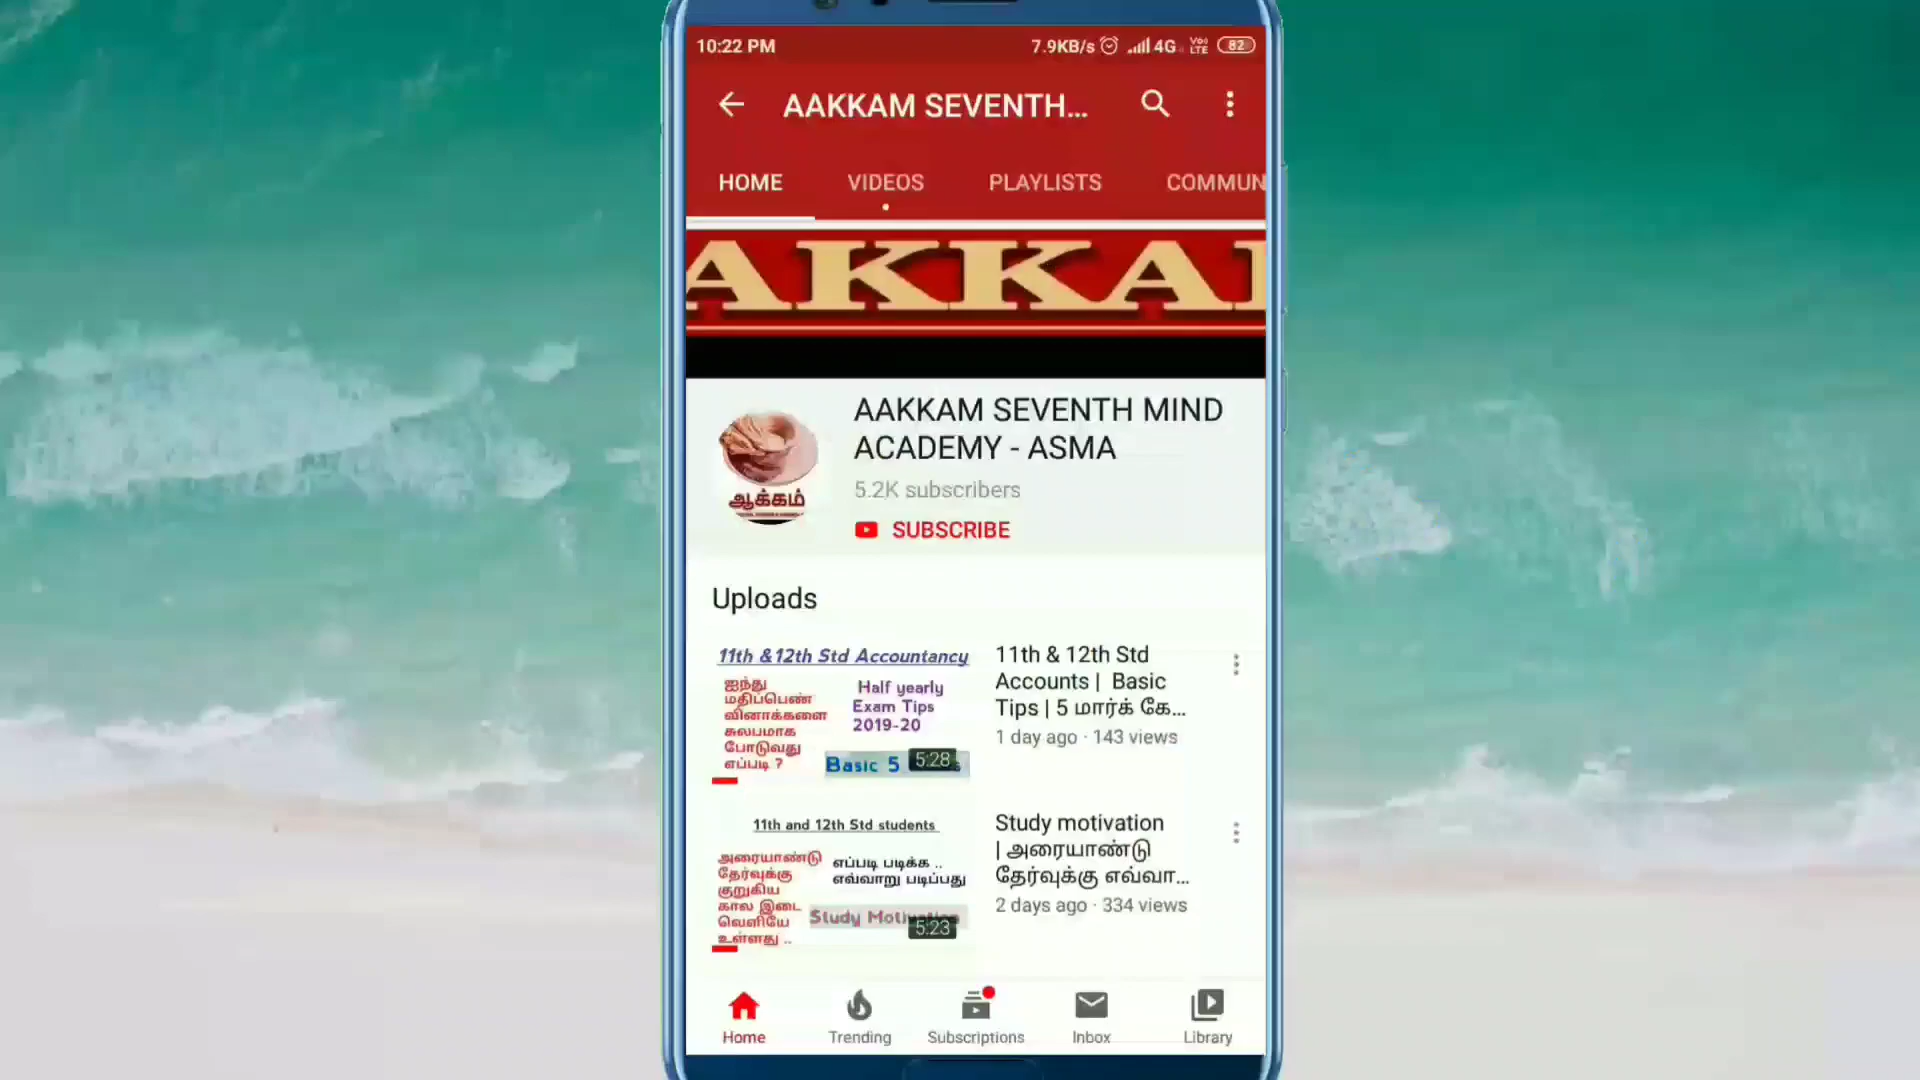 10:22 PM 7.9KB/s 4G VoLTE 82
AAKKAM SEVENTH...
HOME VIDEOS PLAYLISTS COMMUN
AKKA
AAKKAM SEVENTH MIND
ACADEMY - ASMA
5.2K subscribers
ஆக்கம்
SUBSCRIBE
Uploads
11th &12th Std Accountancy
ஐந்து
மதிப்பெண்
வினாக்களை
சுலபமாக
போடுவது
எப்படி ?
Half yearly
Exam Tips
2019-20
Basic 5
5:28
11th & 12th Std
Accounts | Basic
Tips | 5 மார்க் கே...
1 day ago · 143 views
11th and 12th Std students
அரையாண்டு
தேர்வுக்கு
குறுகிய
கால இடை
வெளியே
உள்ளது ..
எப்படி படிக்க ..
எவ்வாறு படிப்பது
Study Motivation
5:23
Study motivation
| அரையாண்டு
தேர்வுக்கு எவ்வா...
2 days ago · 334 views
Home Trending Subscriptions Inbox Library